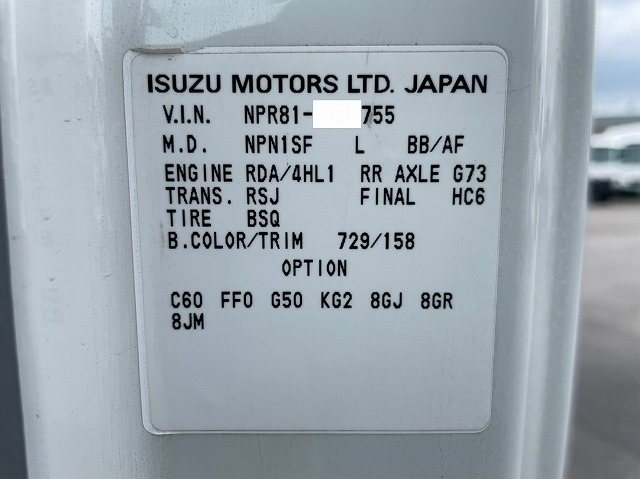 ISUZU MOTORS LTD. JAPAN
V.I.N. NPR81- 755
M.D. NPN1SF L BB/AF
ENGINE RDA/4HL1 RR AXLE G73
TRANS. RSJ FINAL HC6
TIRE BSQ
B.COLOR/TRIM 729/158
OPTION
C60 FF0 G50 KG2 8GJ 8GR
8JM